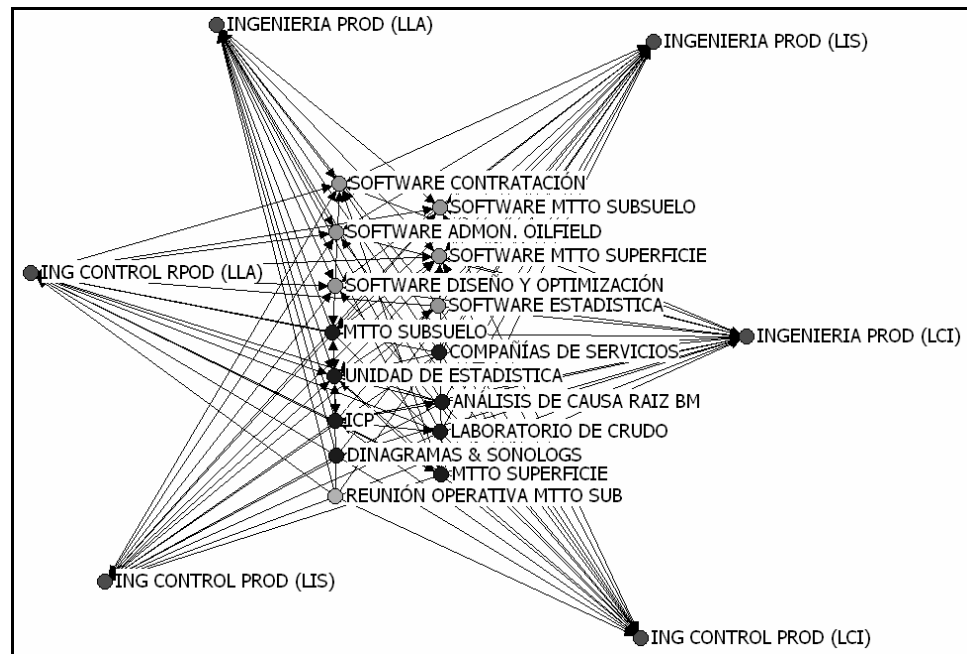 INGENIERIA PROD (LLA)
INGENIERIA PROD (LIS)
SOFTWARE CONTRATACIÓN
SOFTWARE MTTO SUBSUELO
SOFTWARE ADMON. OILFIELD
SOFTWARE MTTO SUPERFICIE
ING CONTROL RPOD (LLA)
SOFTWARE DISEÑO Y OPTIMIZACIÓN
SOFTWARE ESTADISTICA
MTTO SUBSUELO
INGENIERIA PROD (LCI)
COMPAÑÍAS DE SERVICIOS
UNIDAD DE ESTADISTICA
ANÁLISIS DE CAUSA RAIZ BM
ICP
LABORATORIO DE CRUDO
DINAGRAMAS & SONOLOGS
MTTO SUPERFICIE
REUNIÓN OPERATIVA MTTO SUB
ING CONTROL PROD (LIS)
ING CONTROL PROD (LCI)